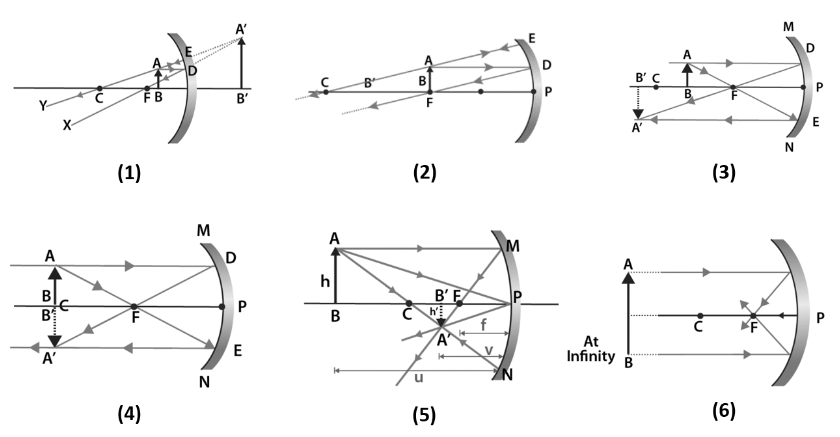 A'
E
A
D
C
F
B
B'
Y
X
(1)
E
A
D
C
B'
B
F
P
(2)
M
D
A
B'
C
B
F
P
A'
E
N
(3)
M
A
D
B
C
B'
F
P
A'
E
N
(4)
A
M
h
B'
F
P
B
C
h'
A'
f
v
u
N
(5)
A
C
F
P
At
Infinity
B
(6)